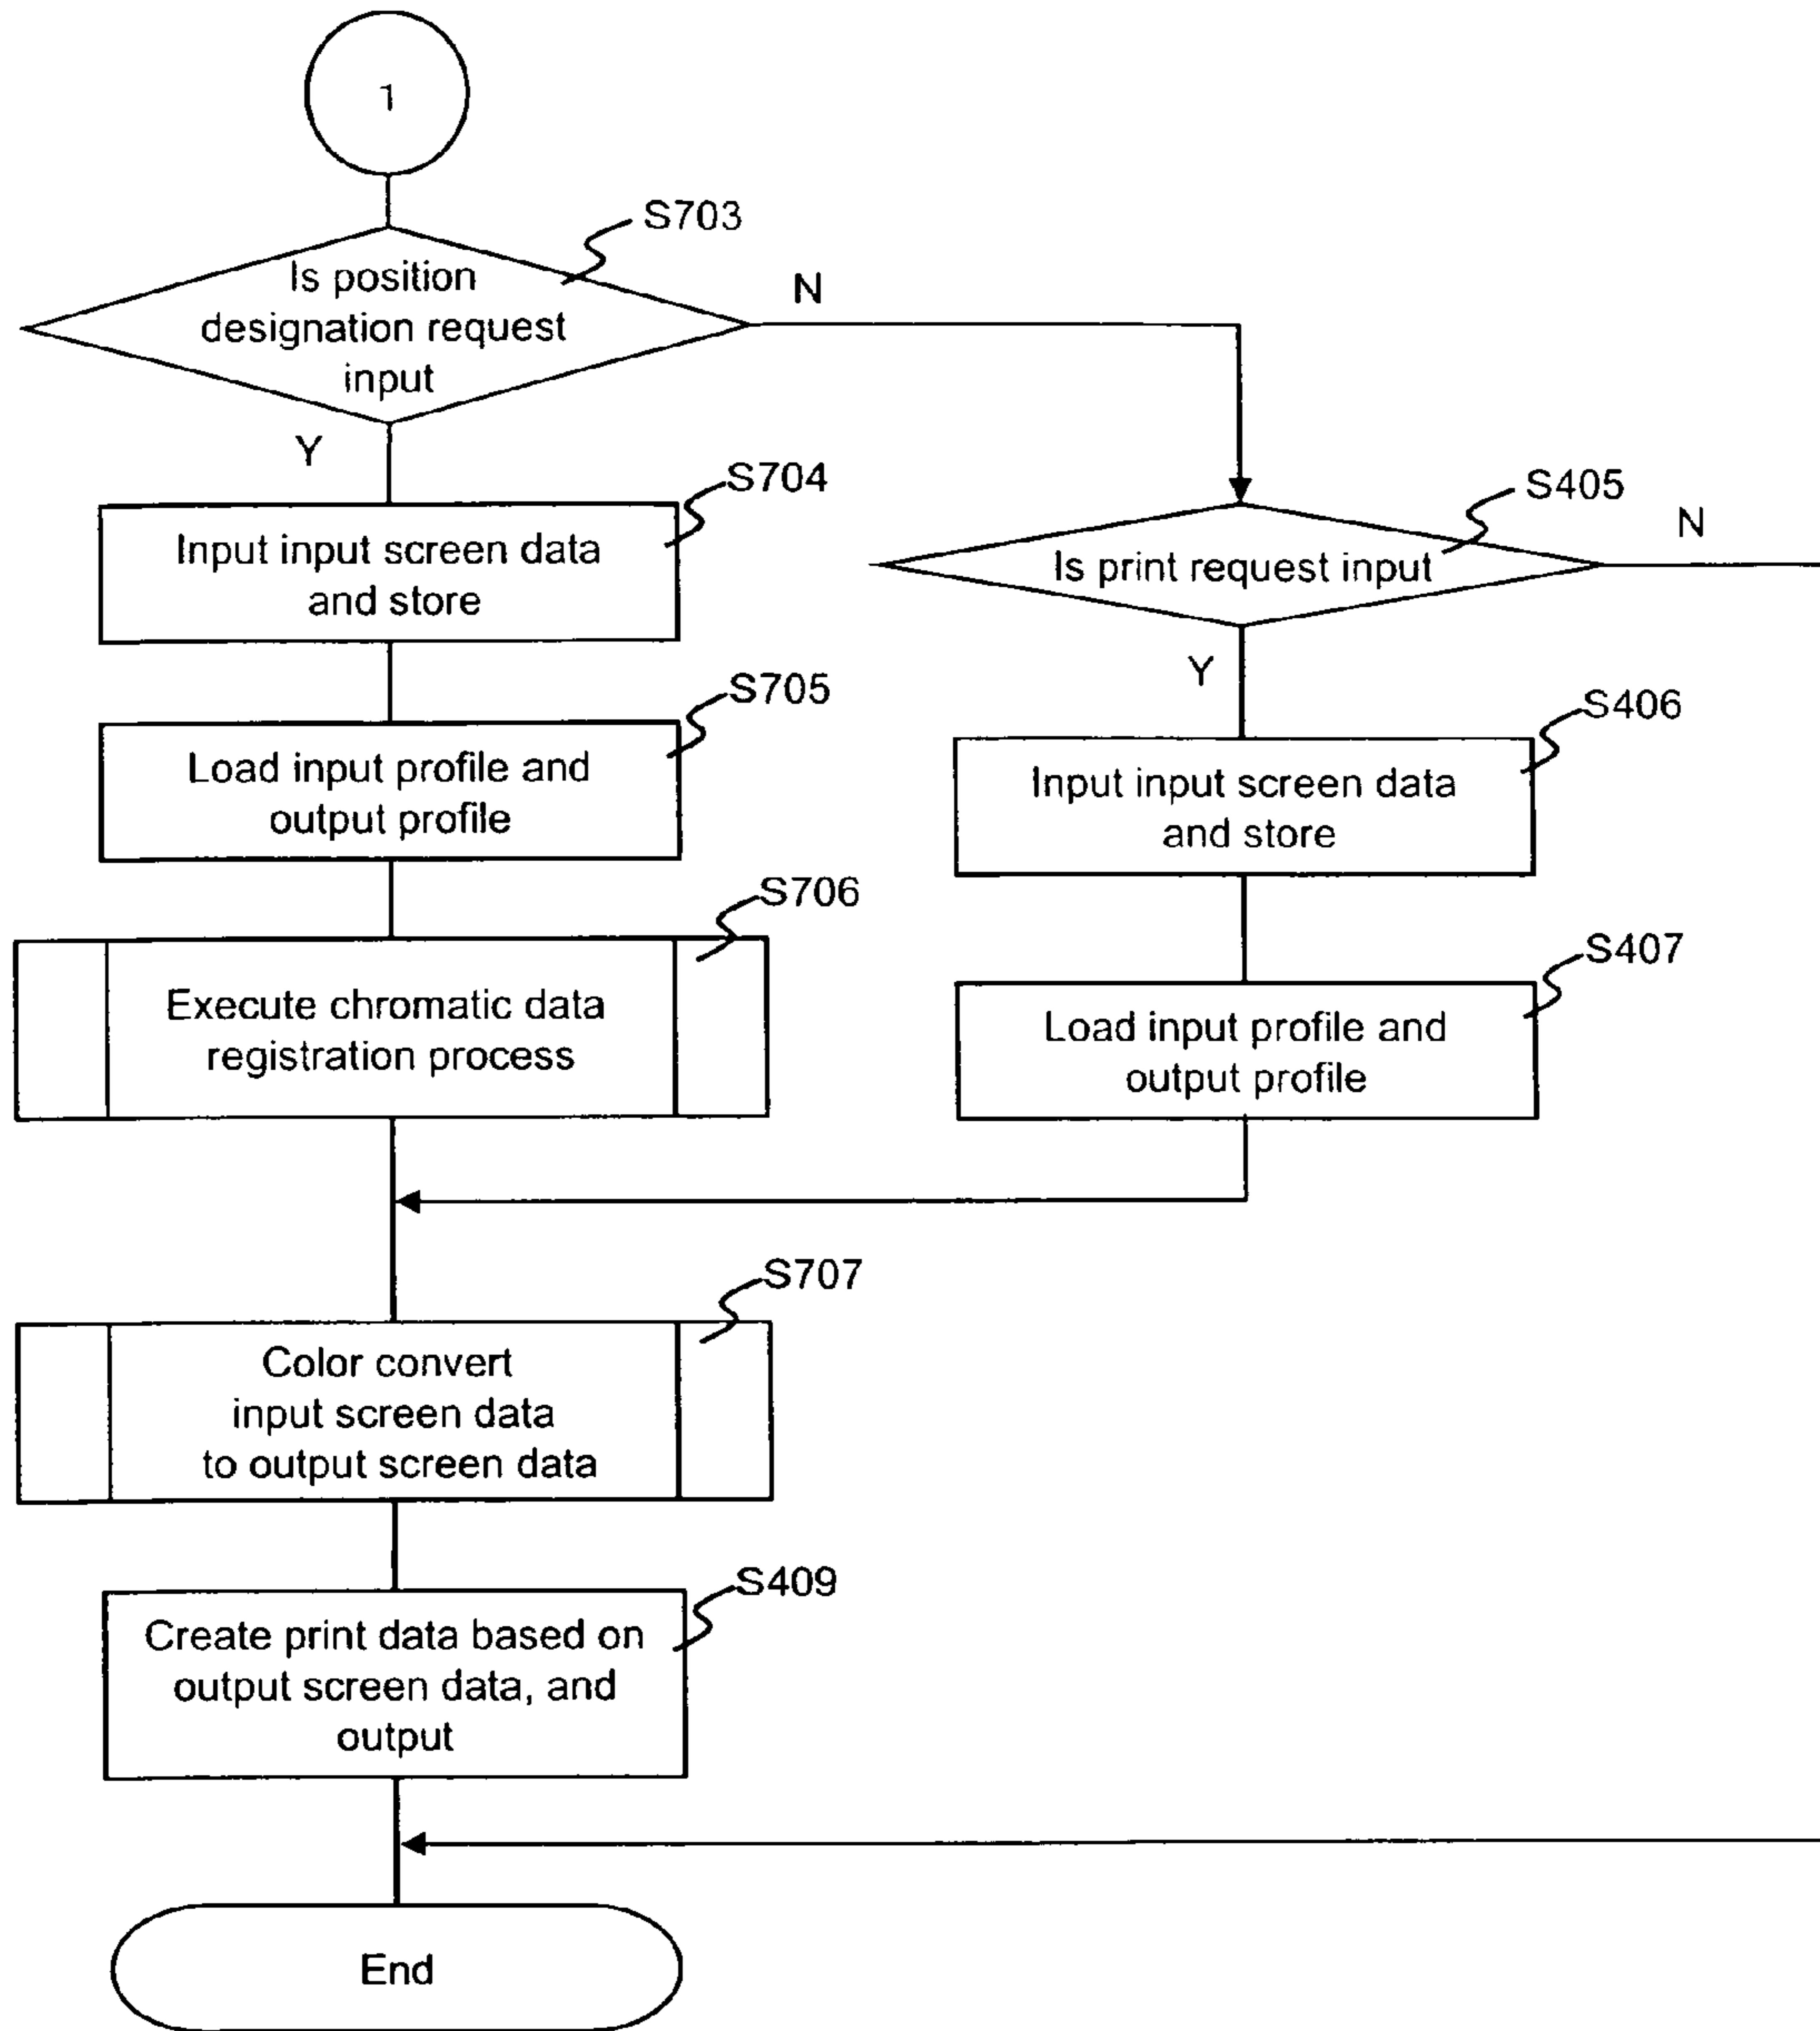 1
S703
Is position
designation request
input
N
Y
S704
Input input screen data
and store
S705
Load input profile and
output profile
S706
Execute chromatic data
registration process
S405
Is print request input
N
Y
S406
Input input screen data
and store
S407
Load input profile and
output profile
S707
Color convert
input screen data
to output screen data
S409
Create print data based on
output screen data, and
output
End